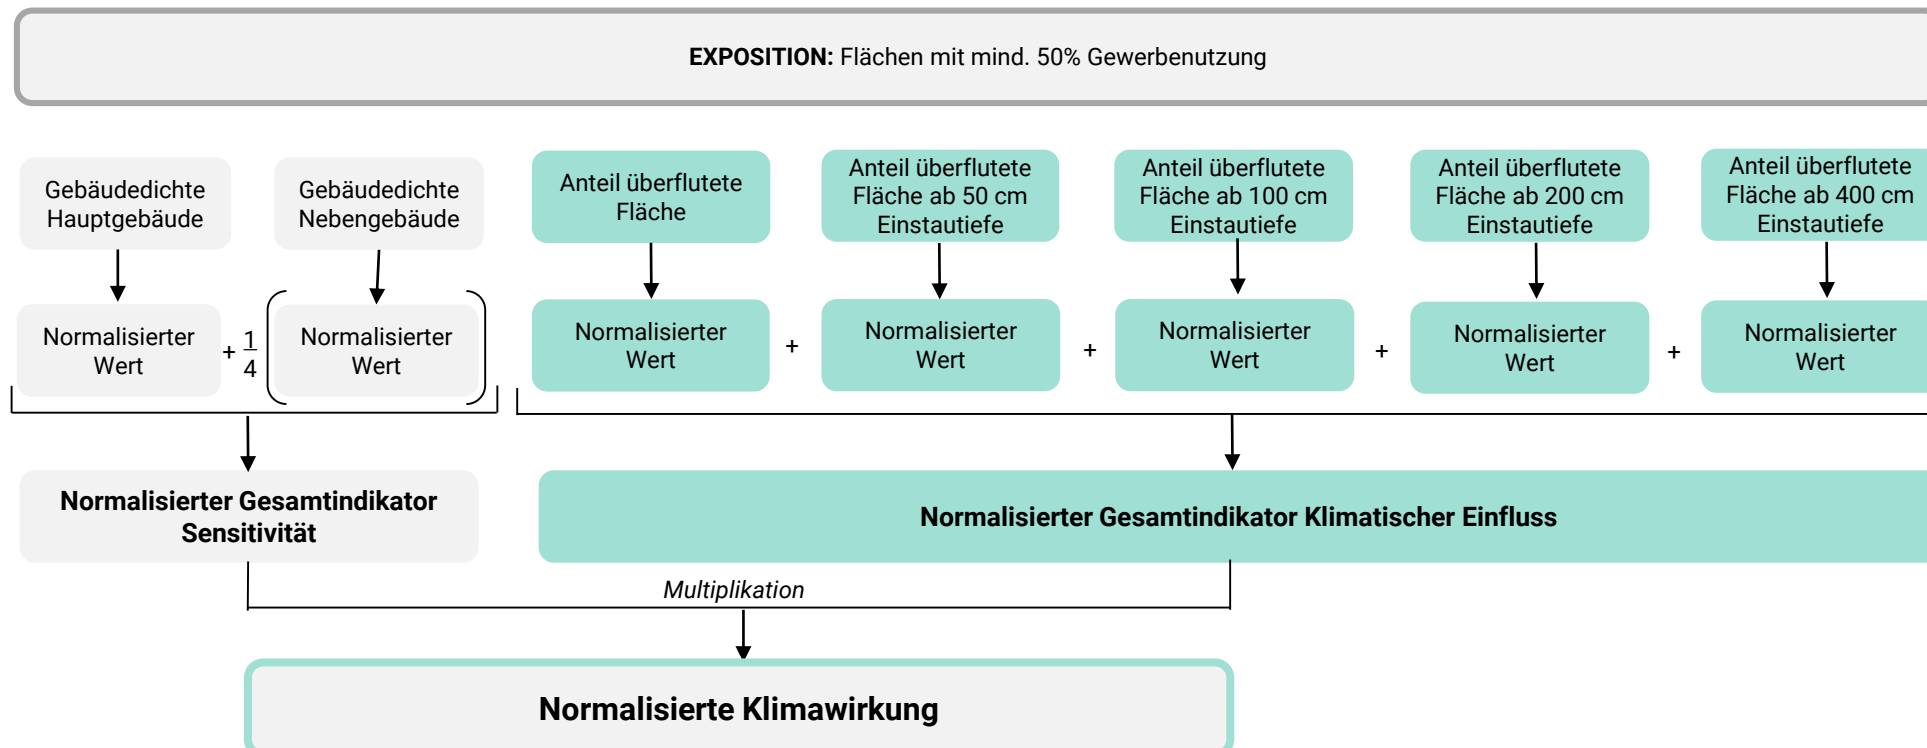 EXPOSITION: Flächen mit mind. 50% Gewerbenutzung
Gebäudedichte
Hauptgebäude
Gebäudedichte
Nebengebäude
Anteil überflutete
Fläche
Anteil überflutete
Fläche ab 50 cm
Einstautiefe
Anteil überflutete
Fläche ab 100 cm
Einstautiefe
Anteil überflutete
Fläche ab 200 cm
Einstautiefe
Anteil überflutete
Fläche ab 400 cm
Einstautiefe
Normalisierter
Wert
+ 1/4
Normalisierter
Wert
Normalisierter
Wert
+
Normalisierter
Wert
+
Normalisierter
Wert
+
Normalisierter
Wert
+
Normalisierter
Wert
Normalisierter Gesamtindikator
Sensitivität
Normalisierter Gesamtindikator Klimatischer Einfluss
Multiplikation
Normalisierte Klimawirkung